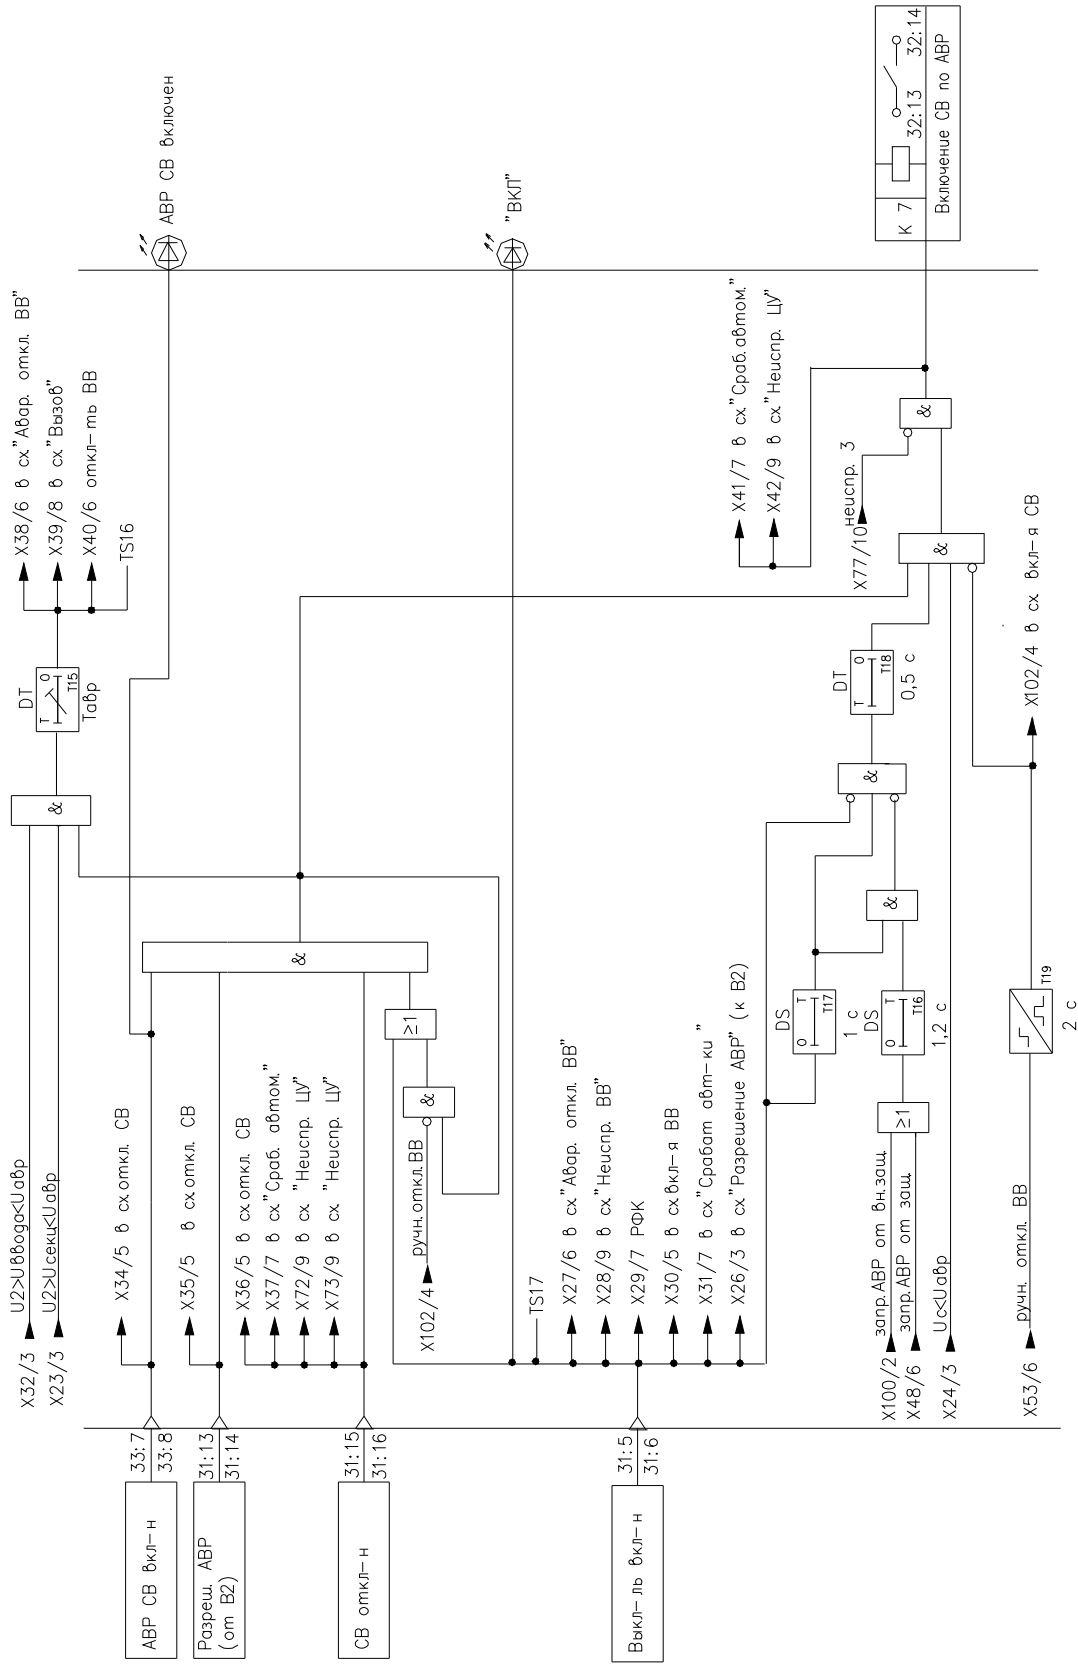 АВР СВ вкл-н
33:7
33:8
Разреш. АВР
(от В2)
31:13
31:14
СВ откл-н
31:15
31:16
Выкл-ль вкл-н
31:5
31:6
X32/3
U2>Uввода<Uавр
X23/3
U2>Uсекц<Uавр
&
DT
T O
T15
Тавр
X38/6 в сх."Авар. откл. ВВ"
X39/8 в сх"Вызов"
X40/6 откл-ть ВВ
TS16
АВР СВ включен
X34/5 в сх.откл. СВ
X35/5 в сх.откл. СВ
X36/5 в сх.откл. СВ
X37/7 в сх."Сраб. автом."
X72/9 в сх "Неиспр. ЦУ"
X73/9 в сх "Неиспр. ЦУ"
&
≥1
&
X102/4
ручн.откл.ВВ
"ВКЛ"
TS17
X27/6 в сх."Авар. откл. ВВ"
X28/9 в сх."Неиспр. ВВ"
X29/7 РФК
X30/5 в сх.вкл-я ВВ
X31/7 в сх."Срабат авт-ки "
X26/3 в сх"Разрешение АВР" (к В2)
X41/7 в сх."Сраб.автом."
X42/9 в сх."Неиспр. ЦУ"
DS
O T
T17
1 с
DS
O T
T16
1,2 с
≥1
&
&
DT
T O
T18
0,5 с
X77/10
неиспр. 3
&
&
X100/2
запр.АВР от вн.защ.
X48/6
запр.АВР от защ.
X24/3
Uс<Uавр
X53/6
ручн. откл. ВВ
T19
2 с
X102/4 в сх вкл-я СВ
К 7
32:13
32:14
Включение СВ по АВР